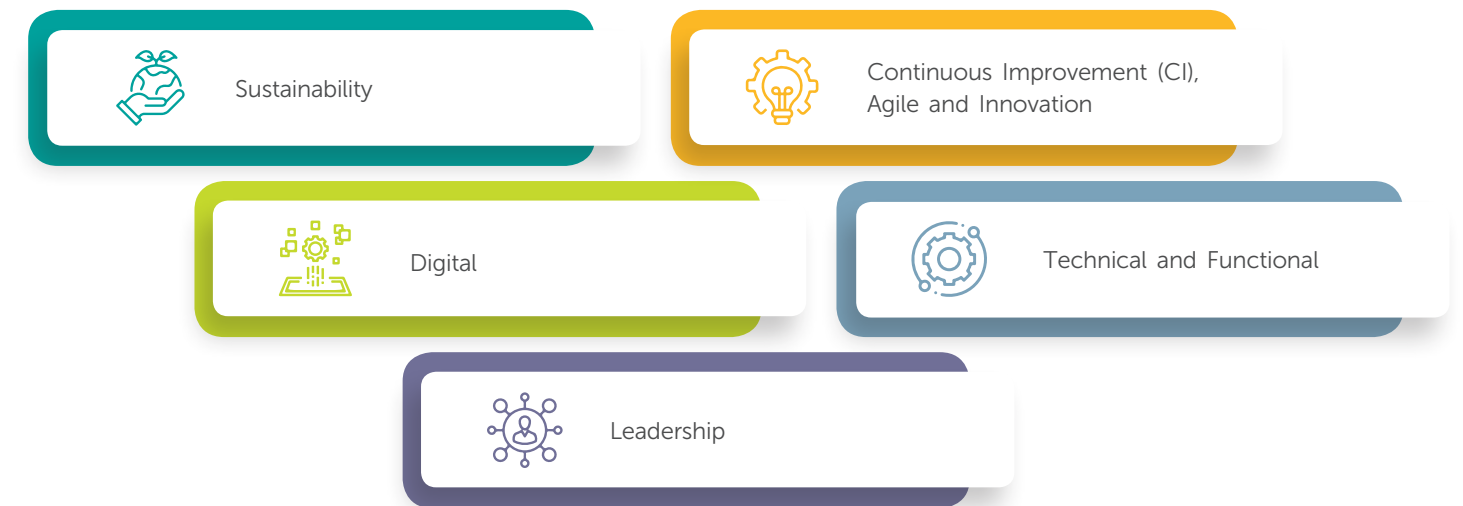 Sustainability
Continuous Improvement (CI),
Agile and Innovation
Digital
Technical and Functional
Leadership